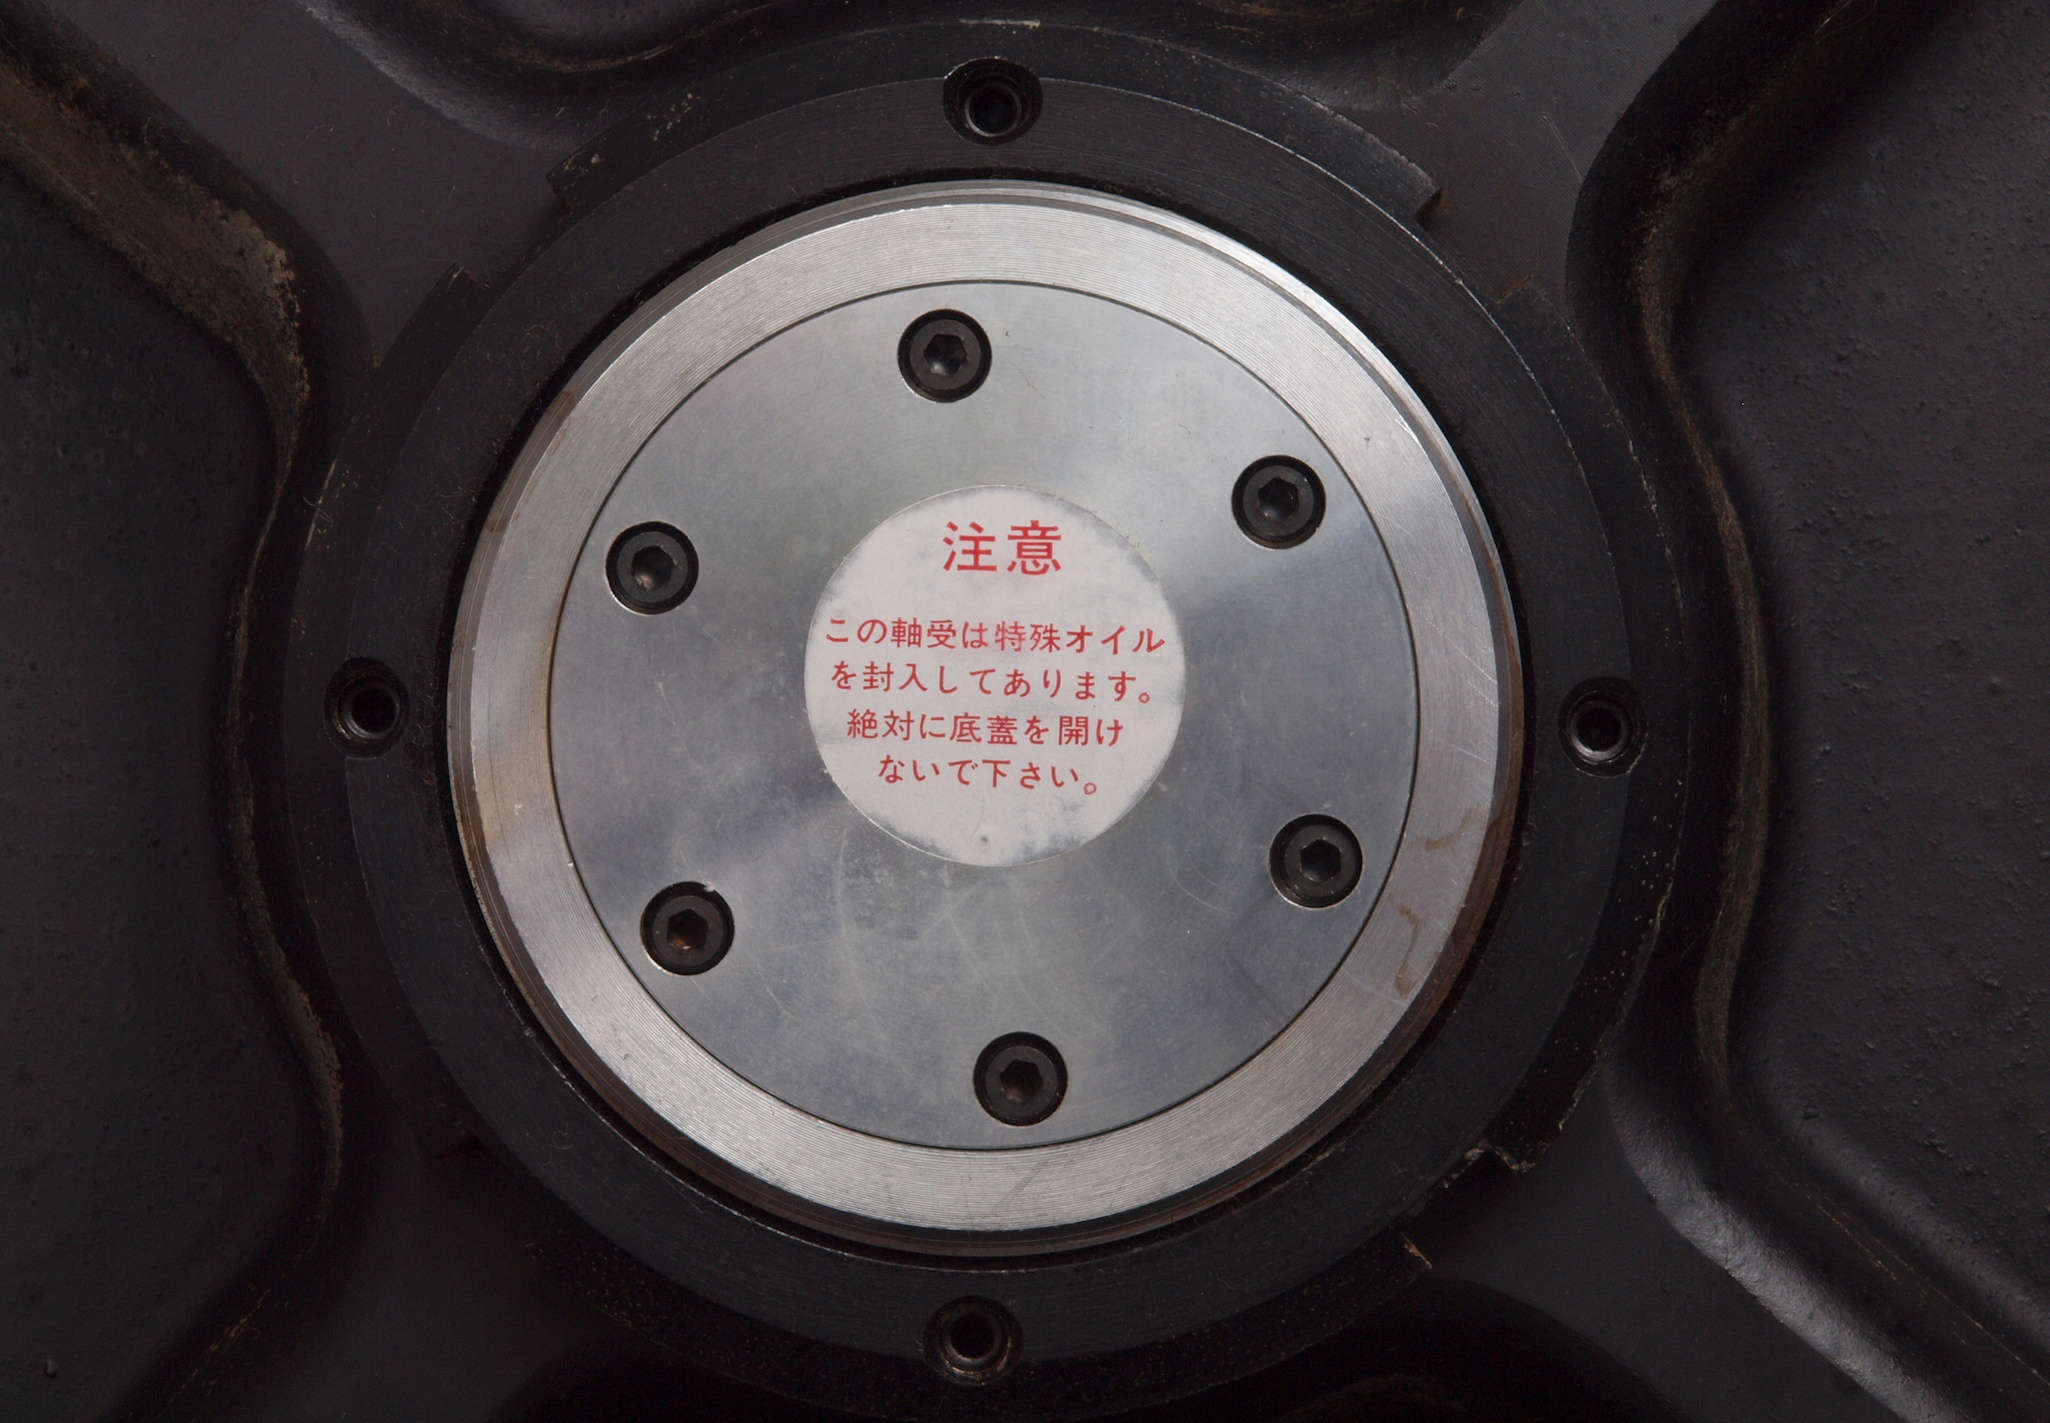 注意
この軸受は特殊オイル
を封入してあります。
絶対に底蓋を開け
ないで下さい。